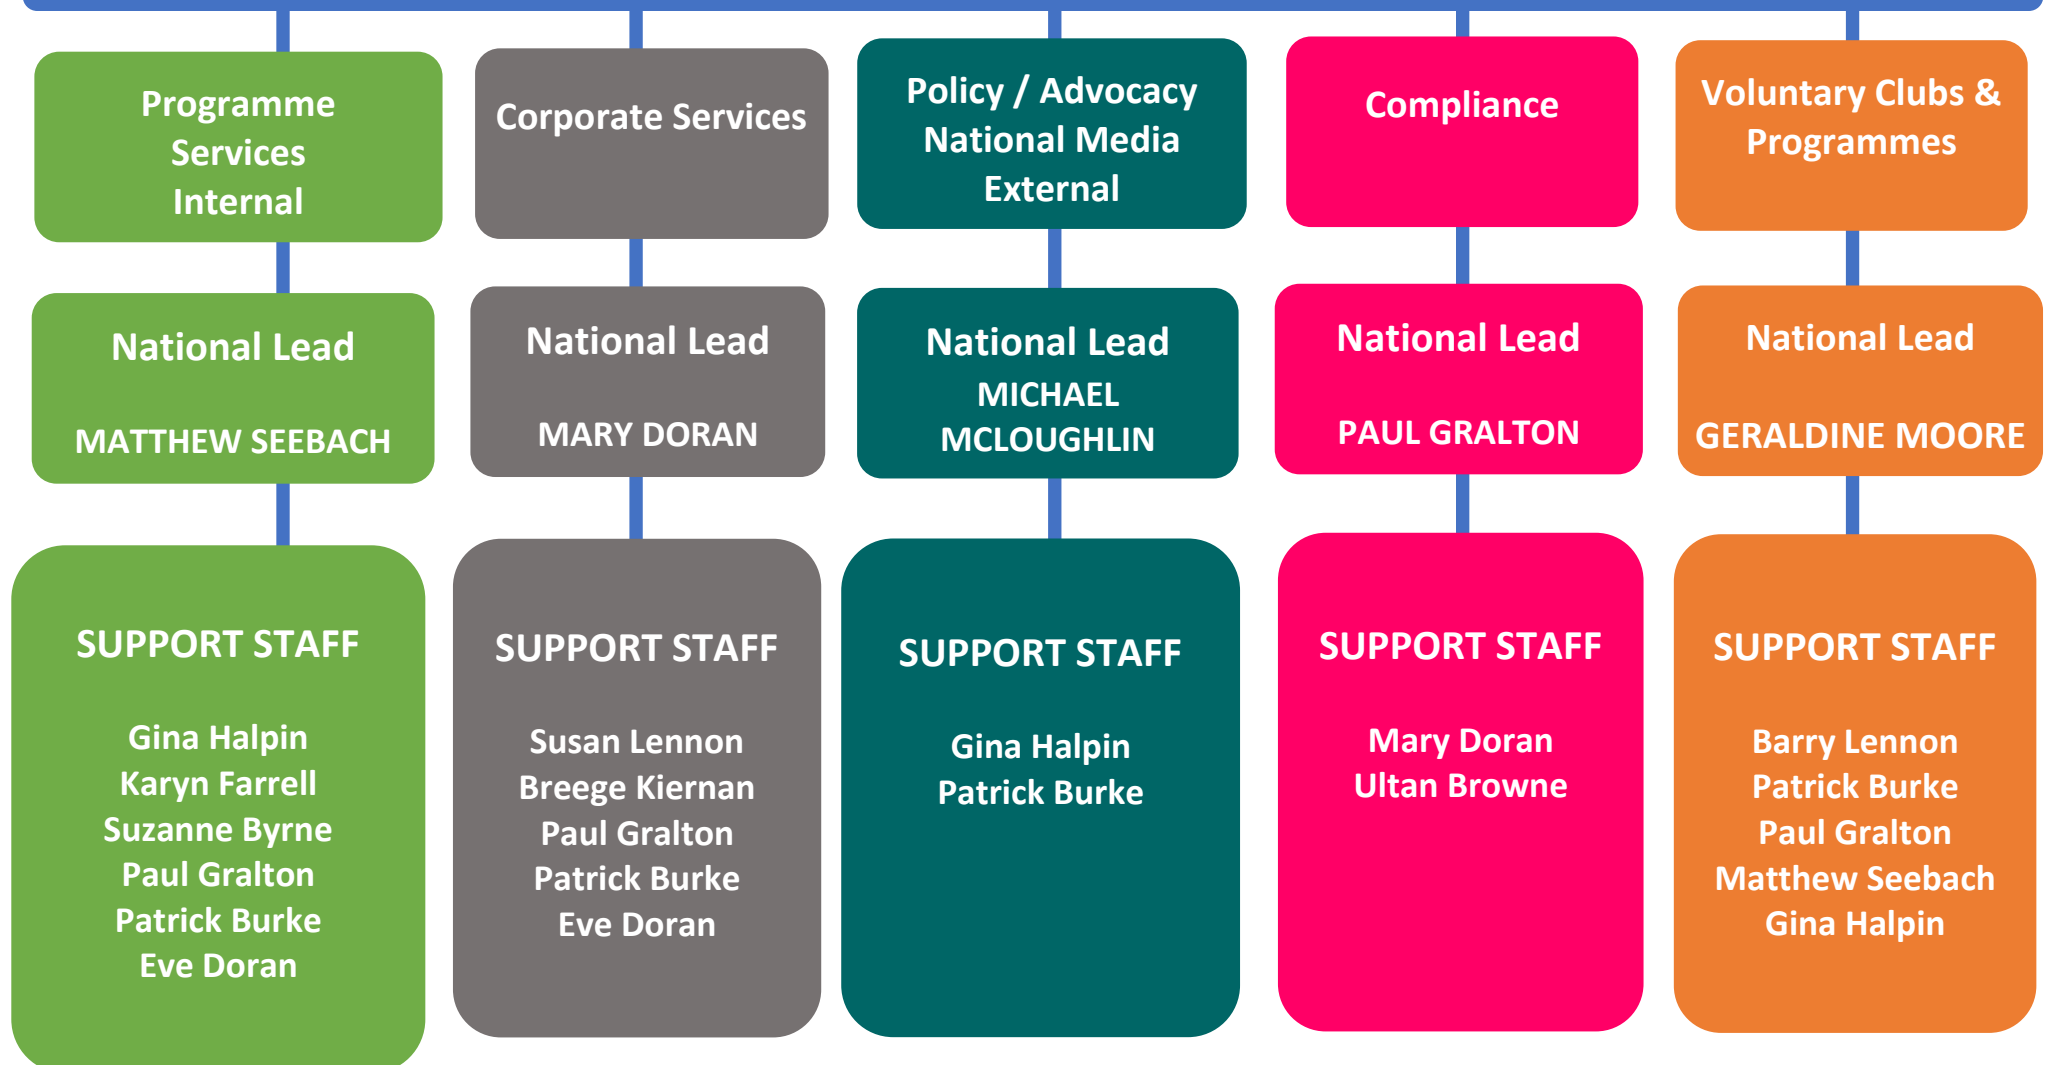 Programme
Services
Internal
Corporate Services
Policy / Advocacy
National Media
External
Compliance
Voluntary Clubs &
Programmes
National Lead
MATTHEW SEEBACH
National Lead
MARY DORAN
National Lead
MICHAEL
MCLOUGHLIN
National Lead
PAUL GRALTON
National Lead
GERALDINE MOORE
SUPPORT STAFF
Gina Halpin
Karyn Farrell
Suzanne Byrne
Paul Gralton
Patrick Burke
Eve Doran
SUPPORT STAFF
Susan Lennon
Breege Kiernan
Paul Gralton
Patrick Burke
Eve Doran
SUPPORT STAFF
Gina Halpin
Patrick Burke
SUPPORT STAFF
Mary Doran
Ultan Browne
SUPPORT STAFF
Barry Lennon
Patrick Burke
Paul Gralton
Matthew Seebach
Gina Halpin